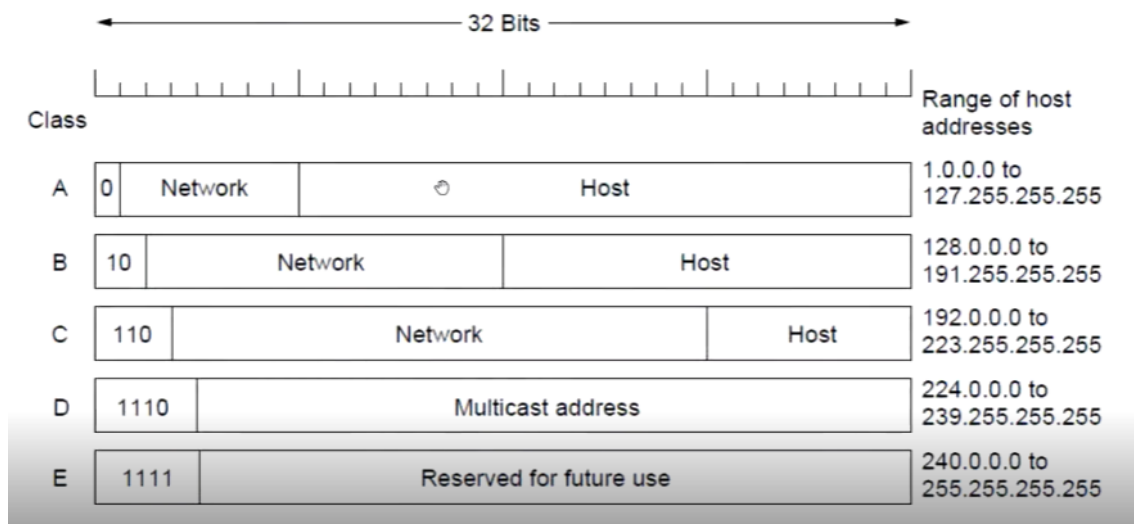 32 Bits
Range of host
addresses
Class
A 0 Network Host 1.0.0.0 to
127.255.255.255
B 10 Network Host 128.0.0.0 to
191.255.255.255
C 110 Network Host 192.0.0.0 to
223.255.255.255
D 1110 Multicast address 224.0.0.0 to
239.255.255.255
E 1111 Reserved for future use 240.0.0.0 to
255.255.255.255